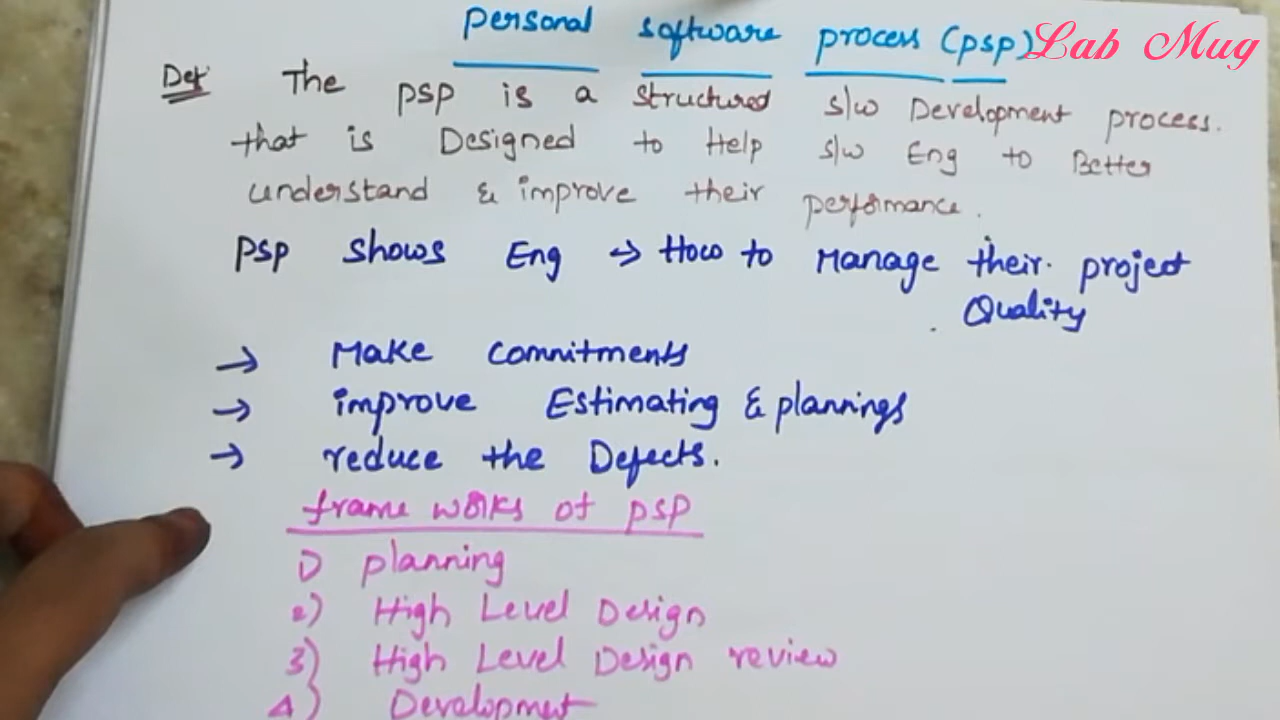 Personal software process (psp)
Lab Mug
Def The psp is a structured s/w Development process.
that is Designed to Help s/w Eng to Better
understand & improve their performance.
psp shows Eng → How to Manage their project
Quality
→ Make commitments
→ improve Estimating & plannings
→ reduce the Defects.
frame works of psp
1) planning
2) High Level Design
3) High Level Design review
4) Development